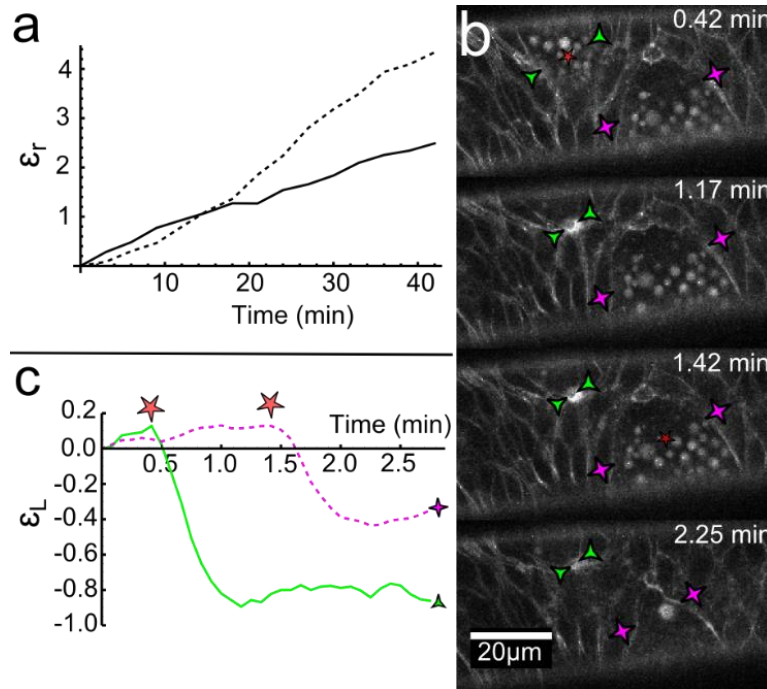 a
4
3
2
1
εr
10 20 30 40
Time (min)
b
0.42 min
1.17 min
1.42 min
2.25 min
20μm
c
0.2
0.0
-0.2
-0.4
-0.6
-0.8
-1.0
εL
Time (min)
0.5 1.0 1.5 2.0 2.5